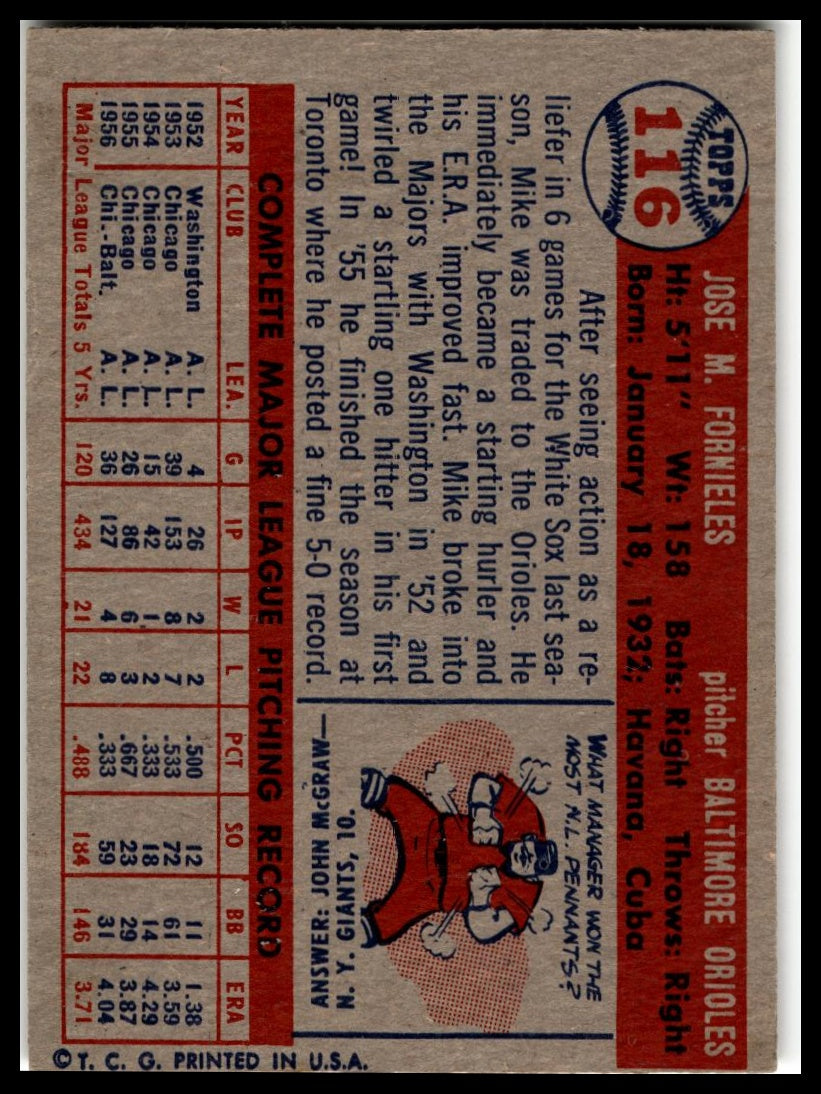 TOPPS
116
JOSE M. FORNIELES pitcher BALTIMORE ORIOLES
Ht: 5'11" Wt: 158 Bats: Right Throws: Right
Born: January 18, 1932; Havana, Cuba
After seeing action as a re-
liefer in 6 games for the White Sox last sea-
son, Mike was traded to the Orioles. He
immediately became a starting hurler and
his E.R.A. improved fast. Mike broke into
the Majors with Washington in '52 and
twirled a startling one hitter in his first
game! In '55 he finished the season at
Toronto where he posted a fine 5-0 record.
WHAT MANAGER WON THE
MOST N.L. PENNANTS?
ANSWER: JOHN McGRAW—
N. Y. GIANTS, 10.
COMPLETE MAJOR LEAGUE PITCHING RECORD
YEAR CLUB LEA. G IP W L PCT SO BB ERA
1952 Washington A. L. 4 26 2 2 .500 12 11 1.38
1953 Chicago A. L. 39 153 8 7 .533 72 61 3.59
1954 Chicago A. L. 15 42 1 2 .333 18 14 4.29
1955 Chicago A. L. 26 86 6 3 .667 23 29 3.87
1956 Chi.-Balt. A. L. 36 127 4 8 .333 59 31 4.04
Major League Totals 5 Yrs. 120 434 21 22 .488 184 146 3.71
© T. C. G. PRINTED IN U.S.A.